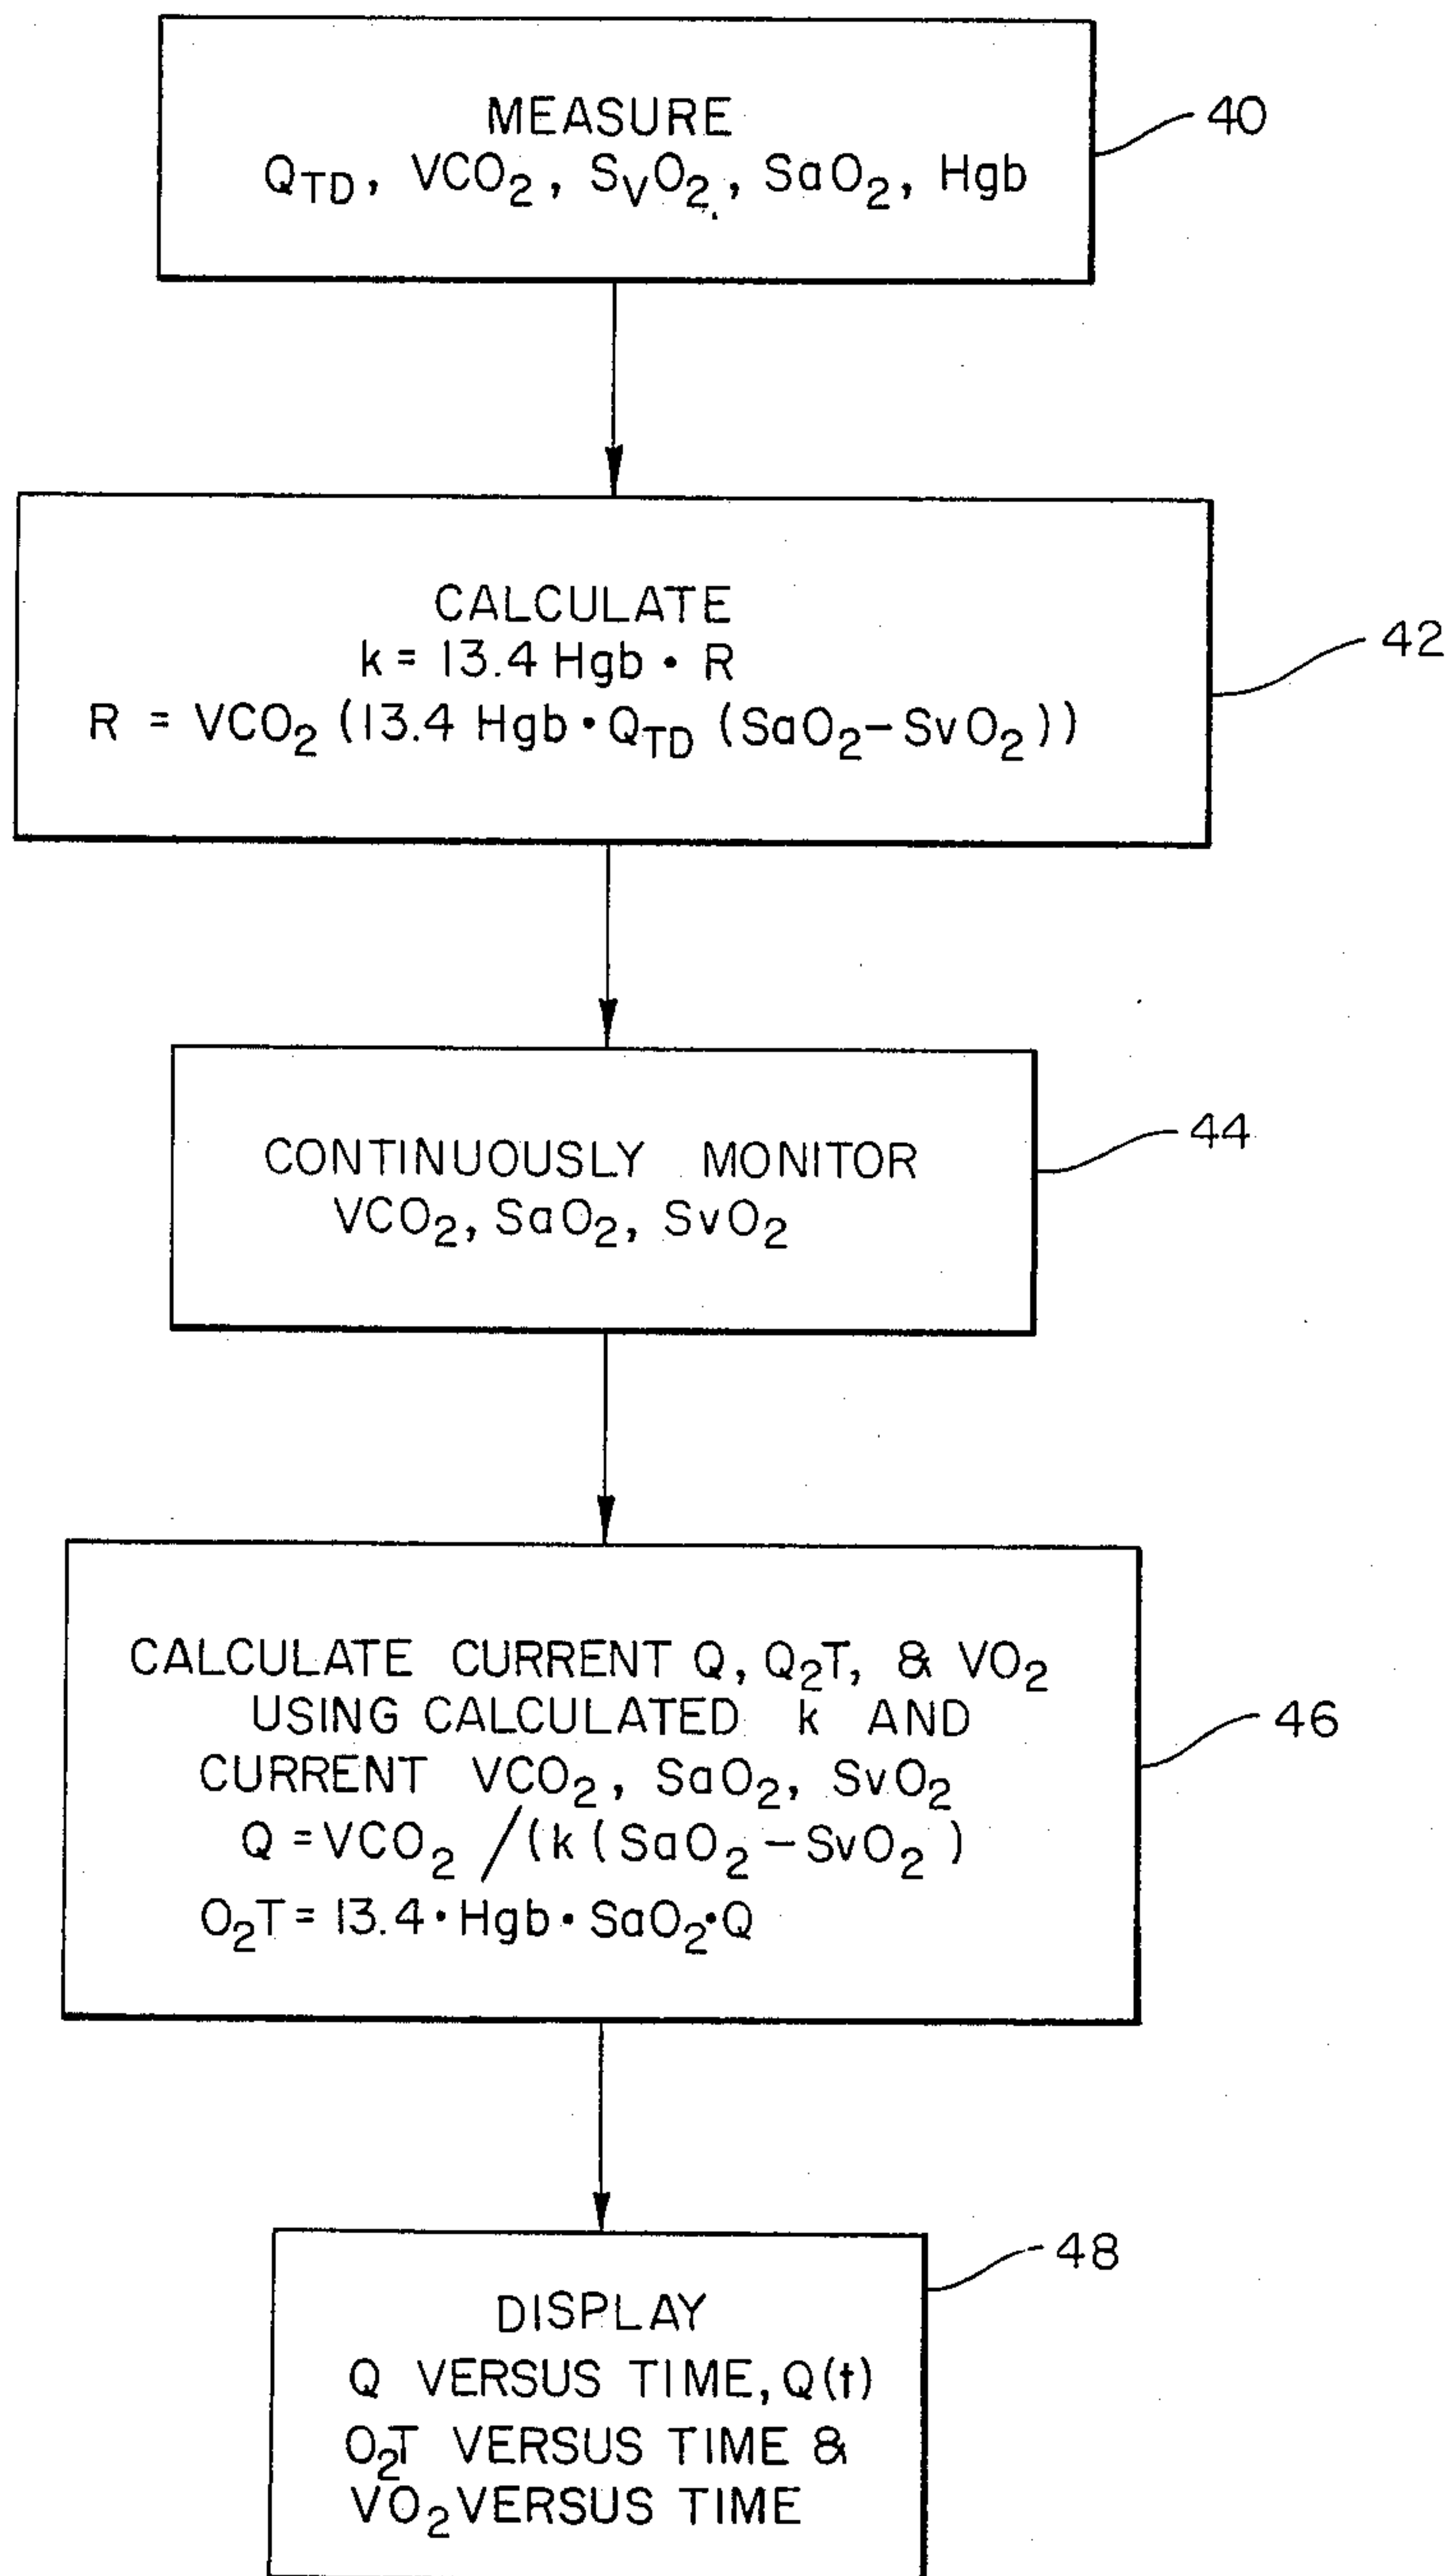 MEASURE
Q_TD, VCO₂, SᵥO₂, SaO₂, Hgb
40
CALCULATE
k = 13.4 Hgb • R
R = VCO₂ (13.4 Hgb • Q_TD (SaO₂–SvO₂))
42
CONTINUOUSLY MONITOR
VCO₂, SaO₂, SvO₂
44
CALCULATE CURRENT Q, Q₂T, & VO₂
USING CALCULATED k AND
CURRENT VCO₂, SaO₂, SvO₂
Q = VCO₂ /(k (SaO₂ – SvO₂)
O₂T = 13.4 • Hgb • SaO₂ • Q
46
DISPLAY
Q VERSUS TIME, Q(t)
O₂T VERSUS TIME &
VO₂ VERSUS TIME
48